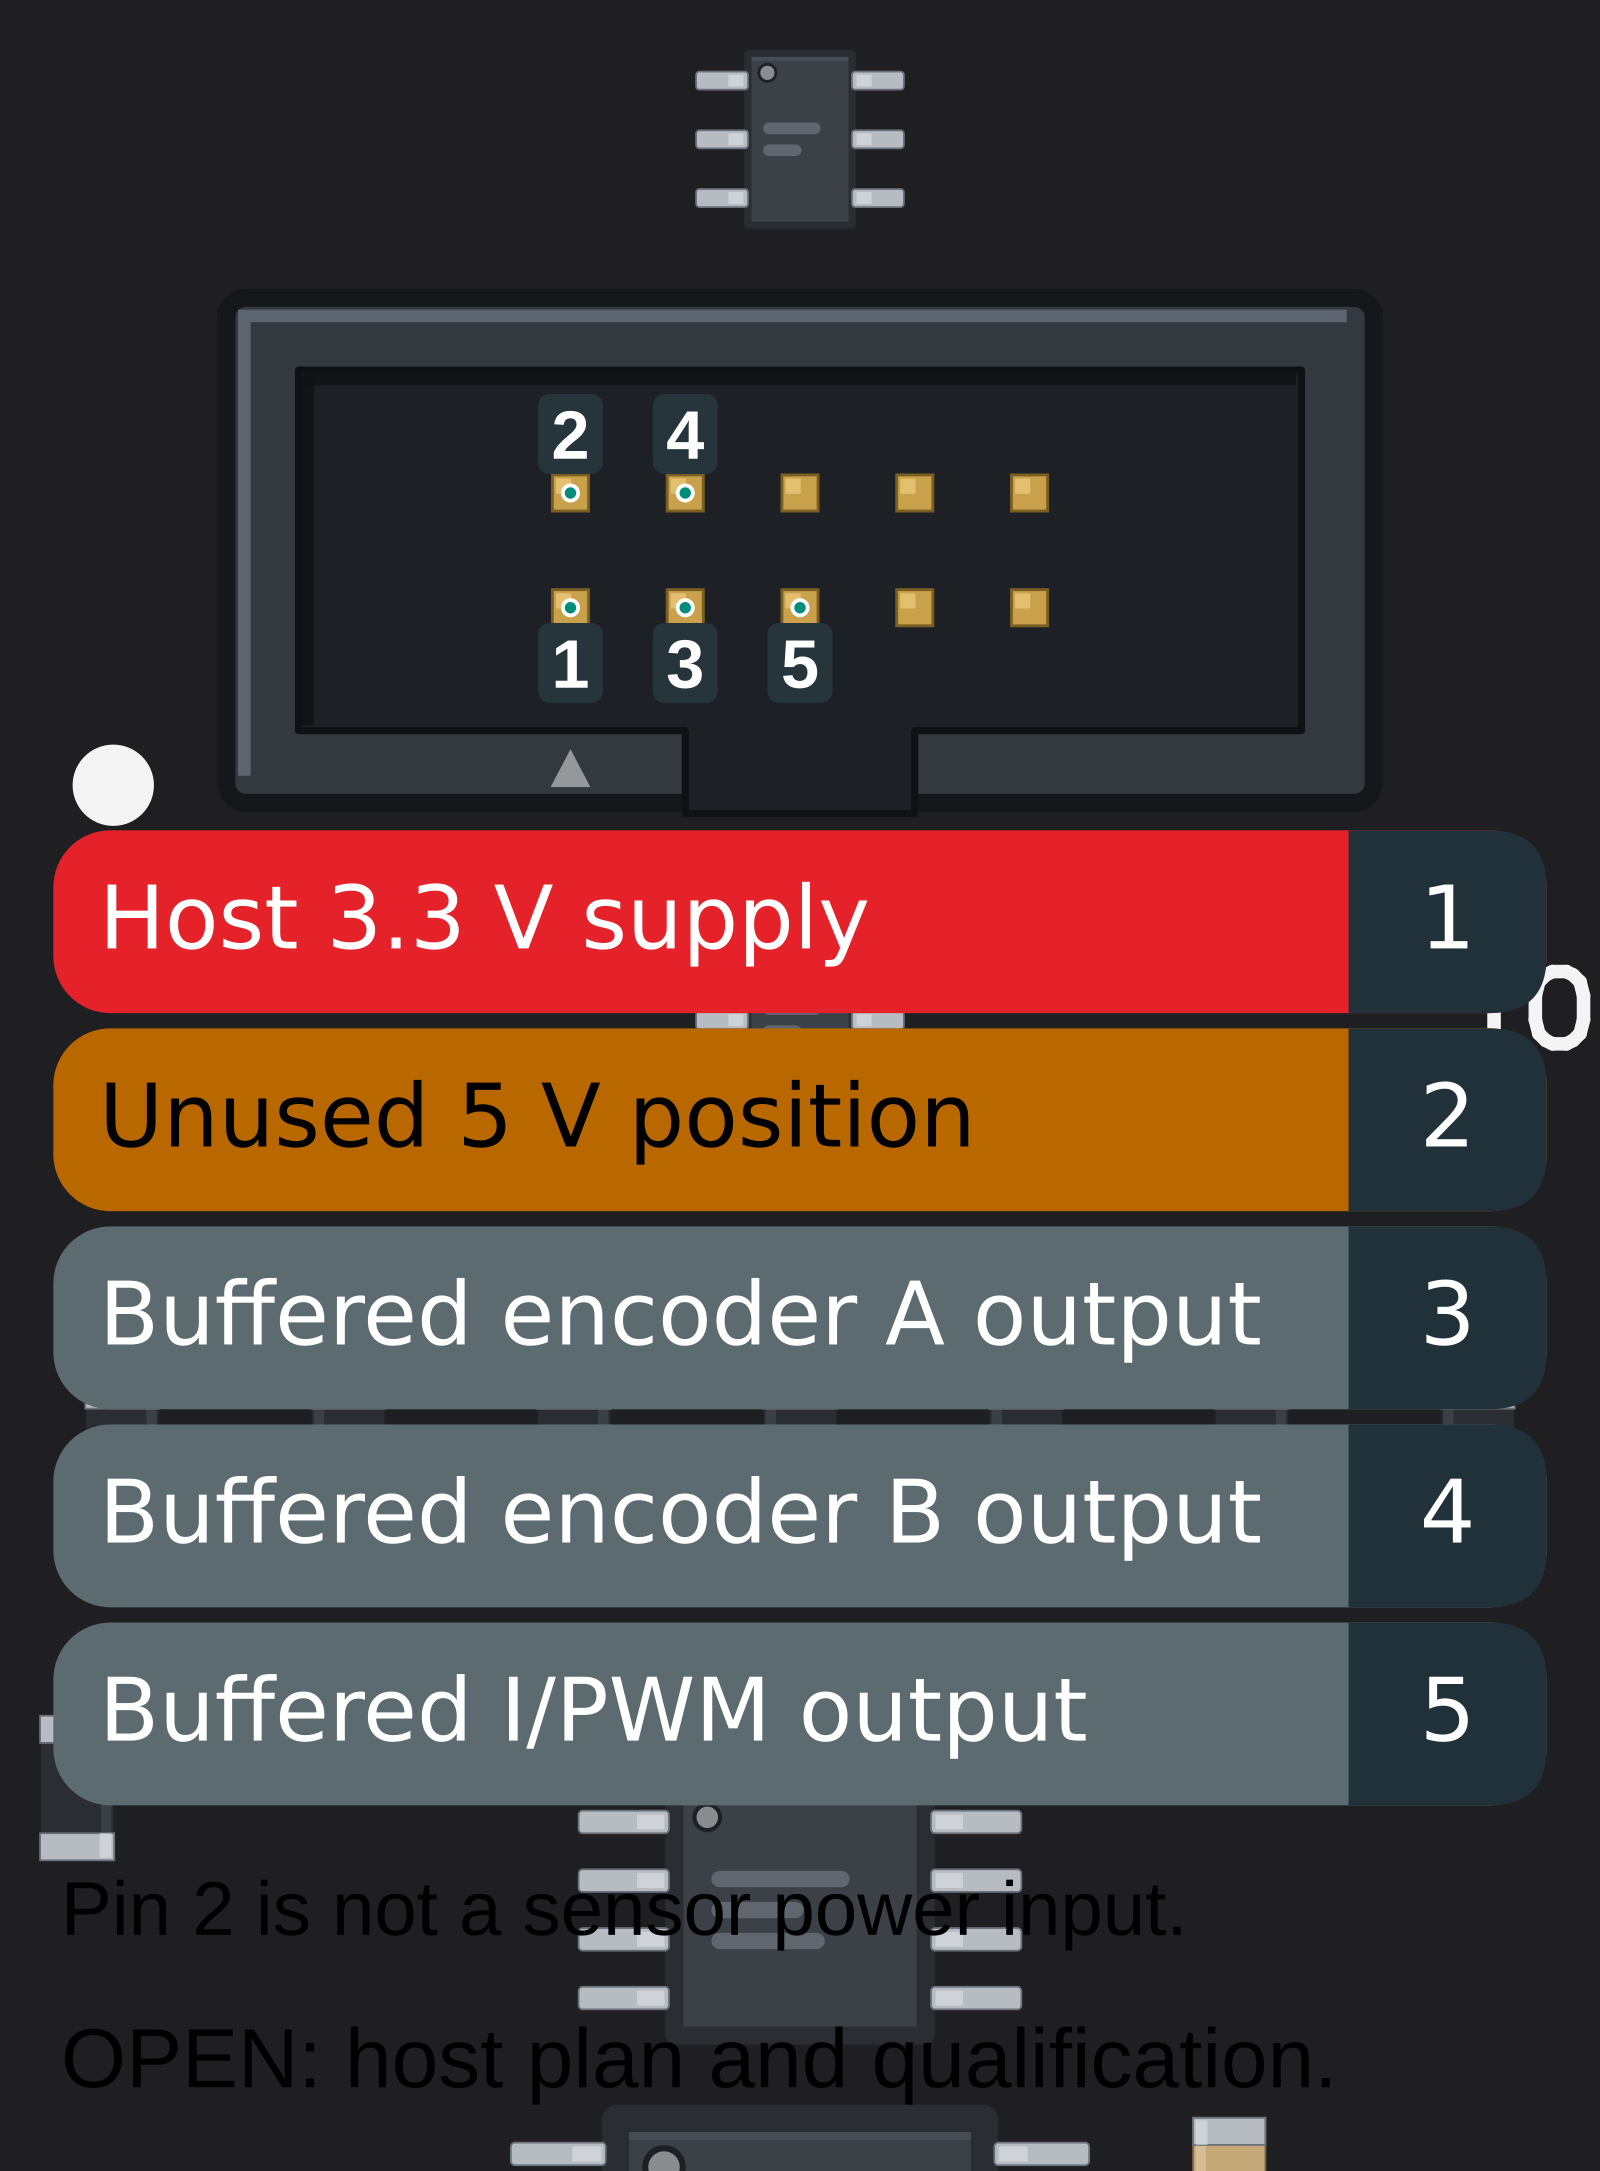 2 4
1 3 5
Host 3.3 V supply 1
0
Unused 5 V position 2
Buffered encoder A output 3
Buffered encoder B output 4
Buffered I/PWM output 5
Pin 2 is not a sensor power input.
OPEN: host plan and qualification.